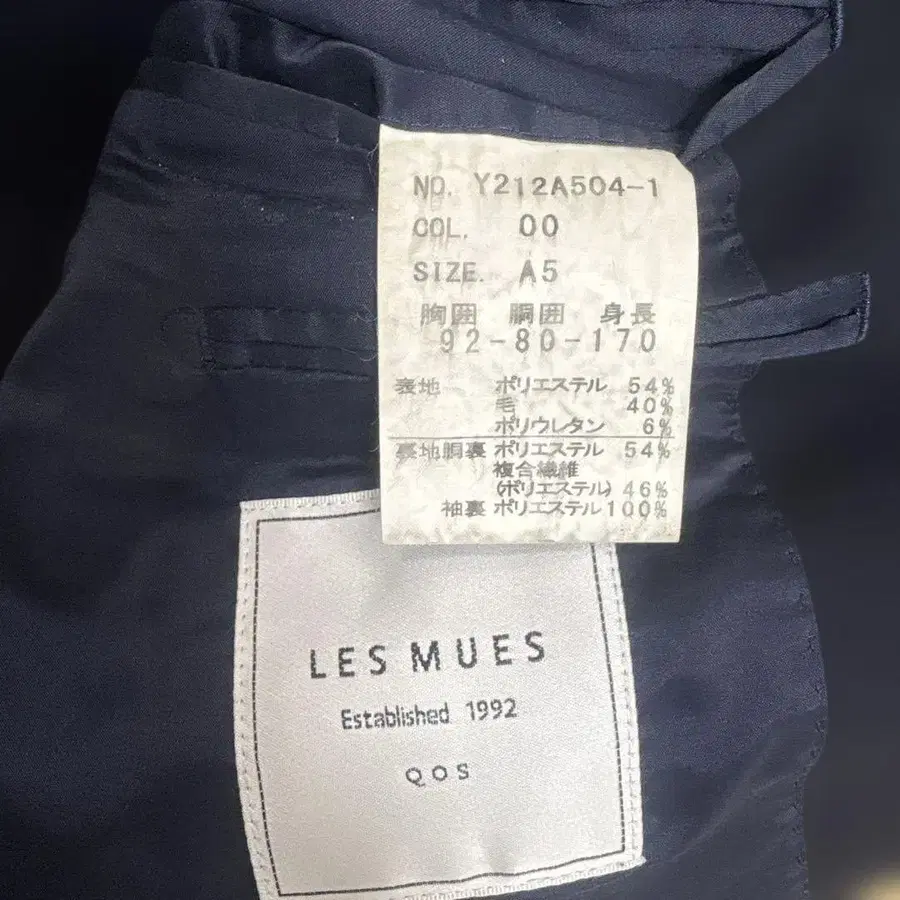 NO. Y212A504-1
COL. 00
SIZE. A5
胸囲 胴囲 身長
92-80-170
表地 ポリエステル 54%
毛 40%
ポリウレタン 6%
裏地胴裏 ポリエステル 54%
複合繊維
(ポリエステル) 46%
袖裏 ポリエステル 100%
LES MUES
Established 1992
QOS